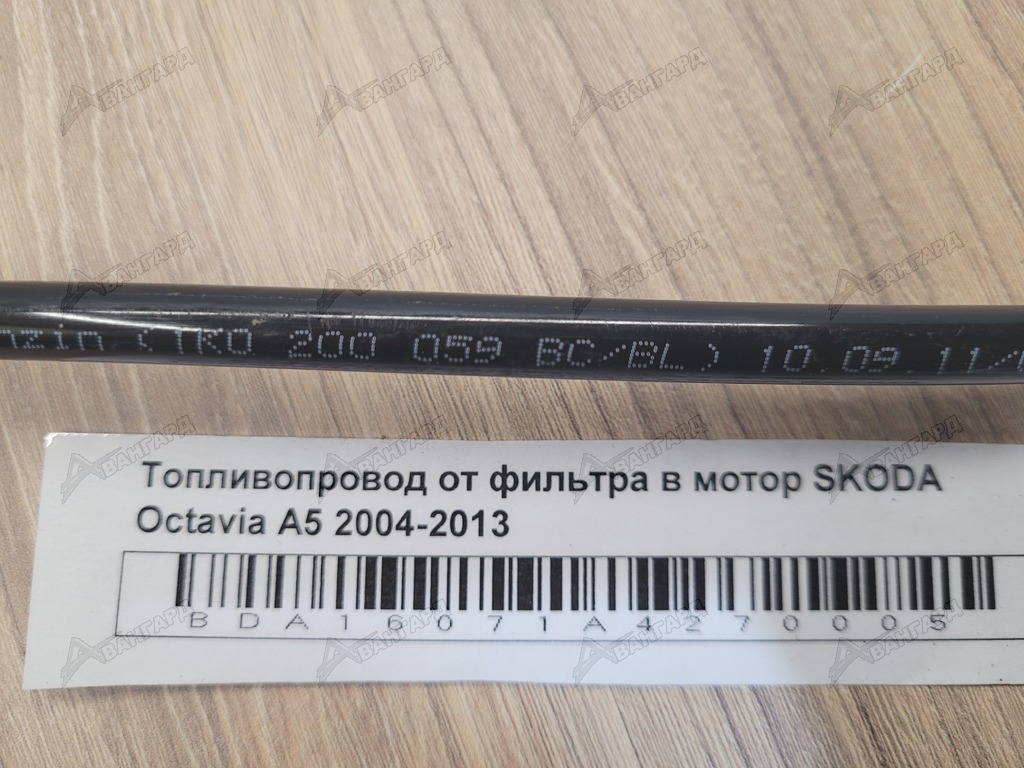 nzin (TKO 200 059 BC/BL) 10.09.11/
Топливопровод от фильтра в мотор SKODA
Octavia A5 2004-2013
BDA16071A4270005
АВАНГАРД